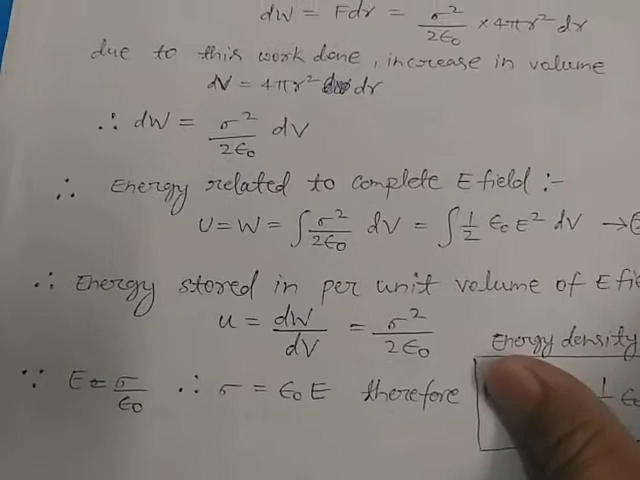 dW = Fdr = σ²/2ϵ₀ × 4πr² dr
due to this work done, increase in volume
dV = 4πr² dr
∴ dW = σ²/2ϵ₀ dV
∴ Energy related to complete E field :-
U = W = ∫ σ²/2ϵ₀ dV = ∫ 1/2 ϵ₀ E² dV →
∴ Energy stored in per unit volume of E
u = dW/dV = σ²/2ϵ₀
Energy density
∵ E = σ/ϵ₀ ∴ σ = ϵ₀ E therefore 1